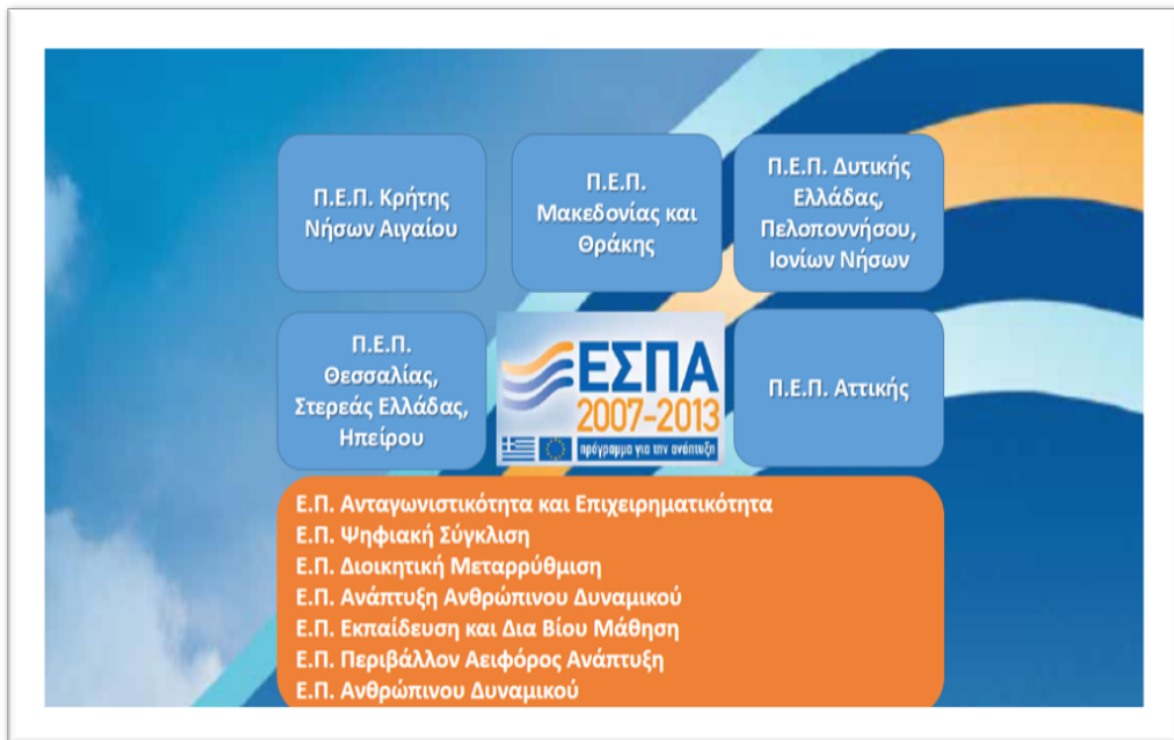 Π.Ε.Π. Κρήτης
Νήσων Αιγαίου
Π.Ε.Π.
Μακεδονίας και
Θράκης
Π.Ε.Π. Δυτικής
Ελλάδας,
Πελοποννήσου,
Ιονίων Νήσων
Π.Ε.Π.
Θεσσαλίας,
Στερεάς Ελλάδας,
Ηπείρου
ΕΣΠΑ
2007-2013
πρόγραμμα για την ανάπτυξη
Π.Ε.Π. Αττικής
Ε.Π. Ανταγωνιστικότητα και Επιχειρηματικότητα
Ε.Π. Ψηφιακή Σύγκλιση
Ε.Π. Διοικητική Μεταρρύθμιση
Ε.Π. Ανάπτυξη Ανθρώπινου Δυναμικού
Ε.Π. Εκπαίδευση και Δια Βίου Μάθηση
Ε.Π. Περιβάλλον Αειφόρος Ανάπτυξη
Ε.Π. Ανθρώπινου Δυναμικού